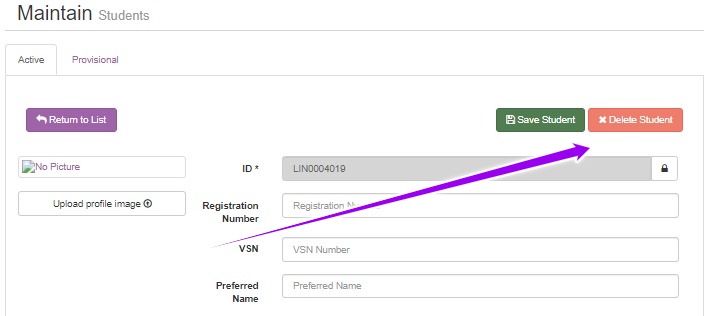 Maintain Students
Active Provisional
Return to List Save Student Delete Student
No Picture
ID * LIN0004019
Upload profile image
Registration Number Registration
VSN VSN Number
Preferred Name Preferred Name